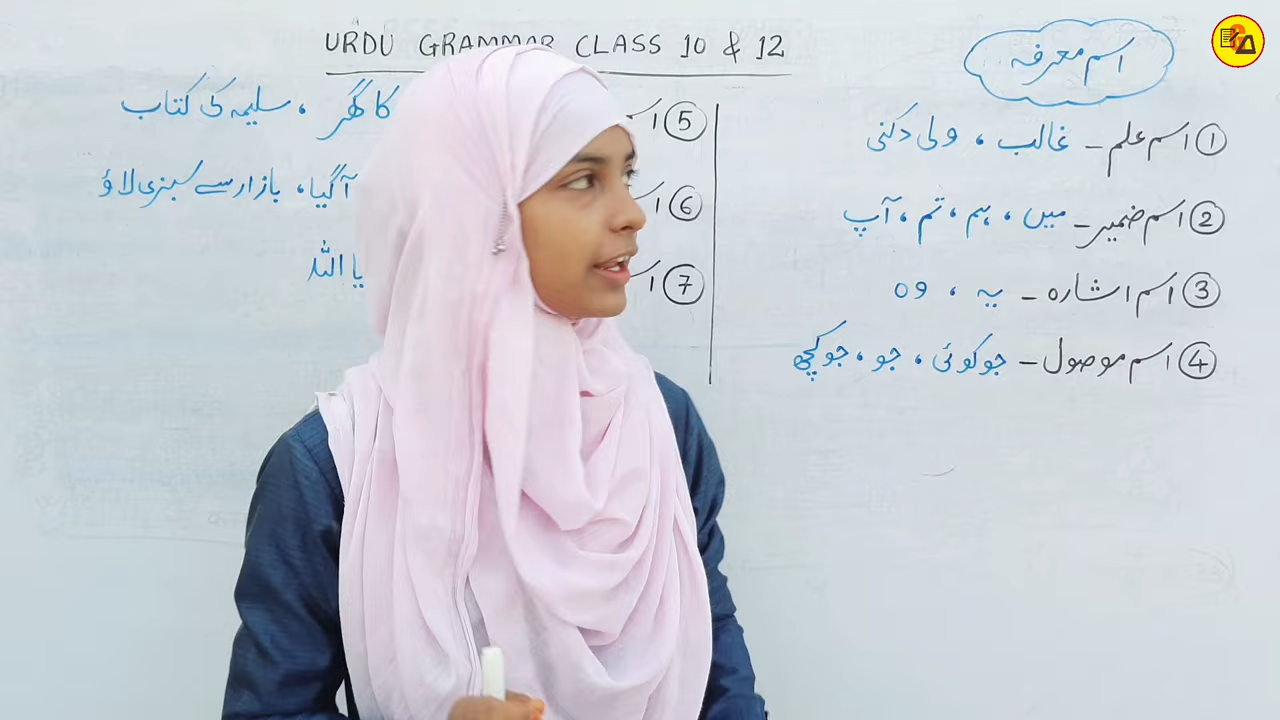 URDU GRAMMAR CLASS 10 & 12
اسم معرفہ
① اسم علم - غالب ، ولی دکنی
② اسم ضمیر - میں ، ہم ، تم ، آپ
③ اسم اشارہ - یہ ، وہ
④ اسم موصول - جو کوئی ، جو ، جو کچھ
⑤ کا گھر ، سلیمہ کی کتاب
⑥ آگیا ، بازار سے سبزی لاؤ
⑦ یا اللہ